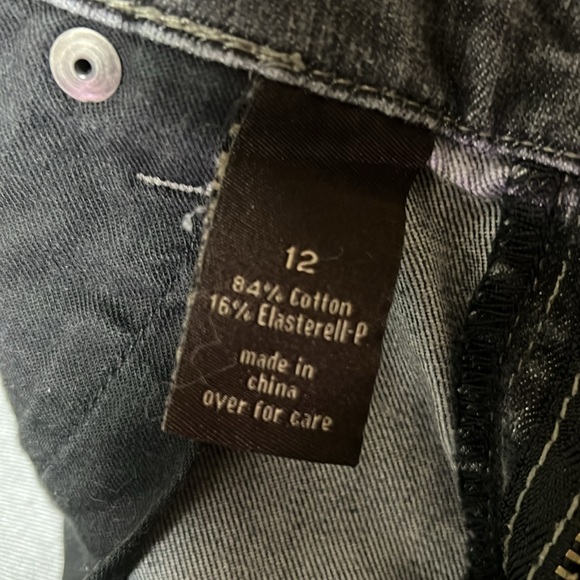 12
84% Cotton
16% Elasterell-P
made in
china
over for care